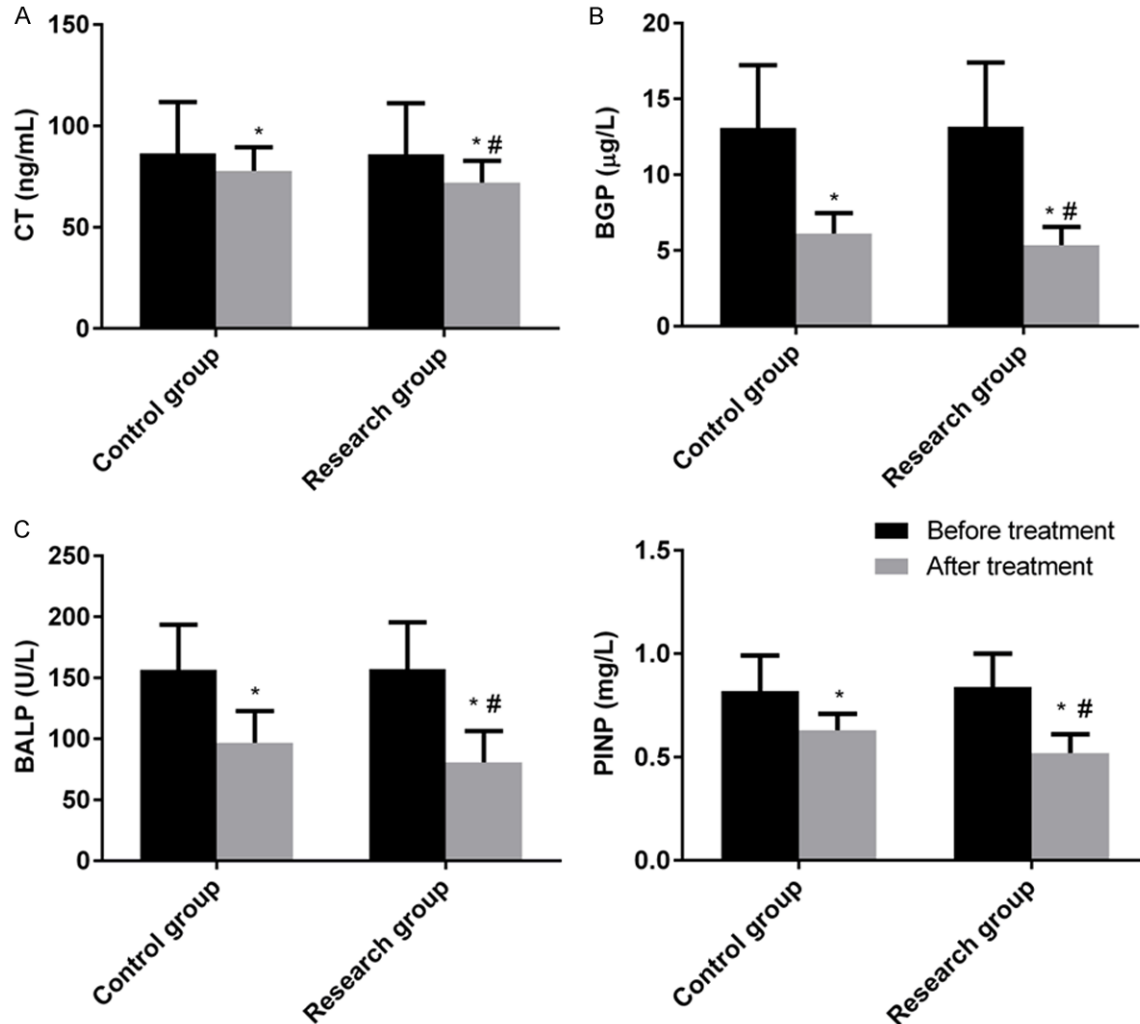 A
CT (ng/mL)
150
100
50
0
*
* #
Control group
Research group
B
BGP (μg/L)
20
15
10
5
0
*
* #
Control group
Research group
C
BALP (U/L)
250
200
150
100
50
0
*
* #
Control group
Research group
Before treatment
After treatment
PINP (mg/L)
1.5
1.0
0.5
0.0
*
* #
Control group
Research group